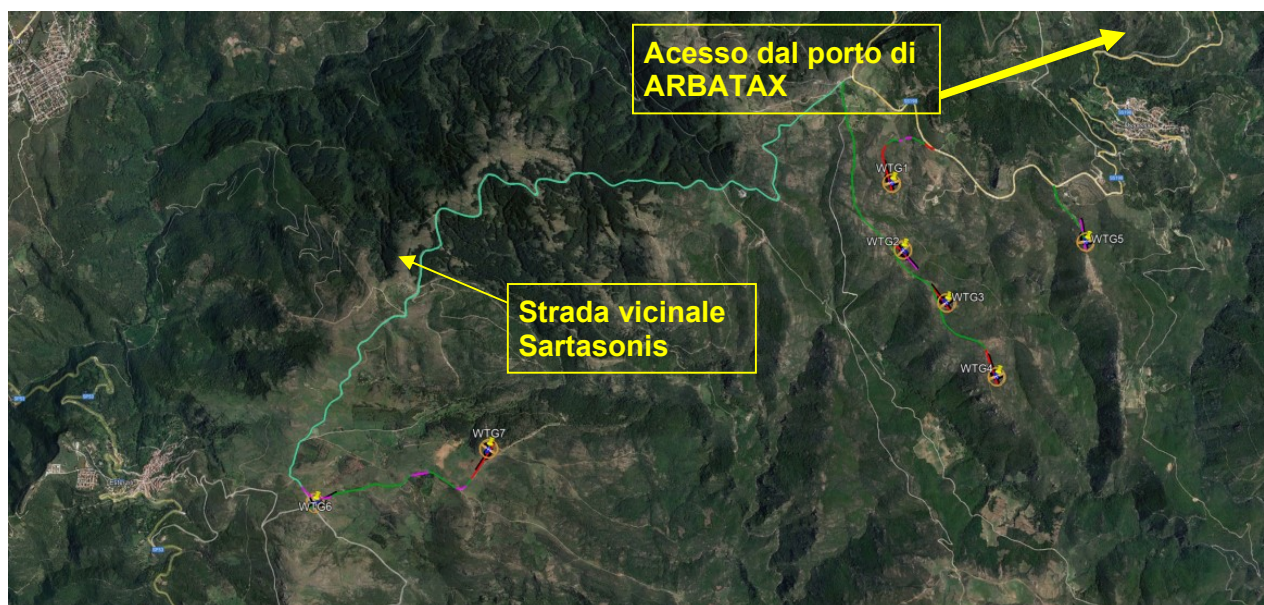 Acesso dal porto di
ARBATAX
WTG1
WTG2
WTG5
WTG3
Strada vicinale
Sartasonis
WTG4
WTG7
WTG6